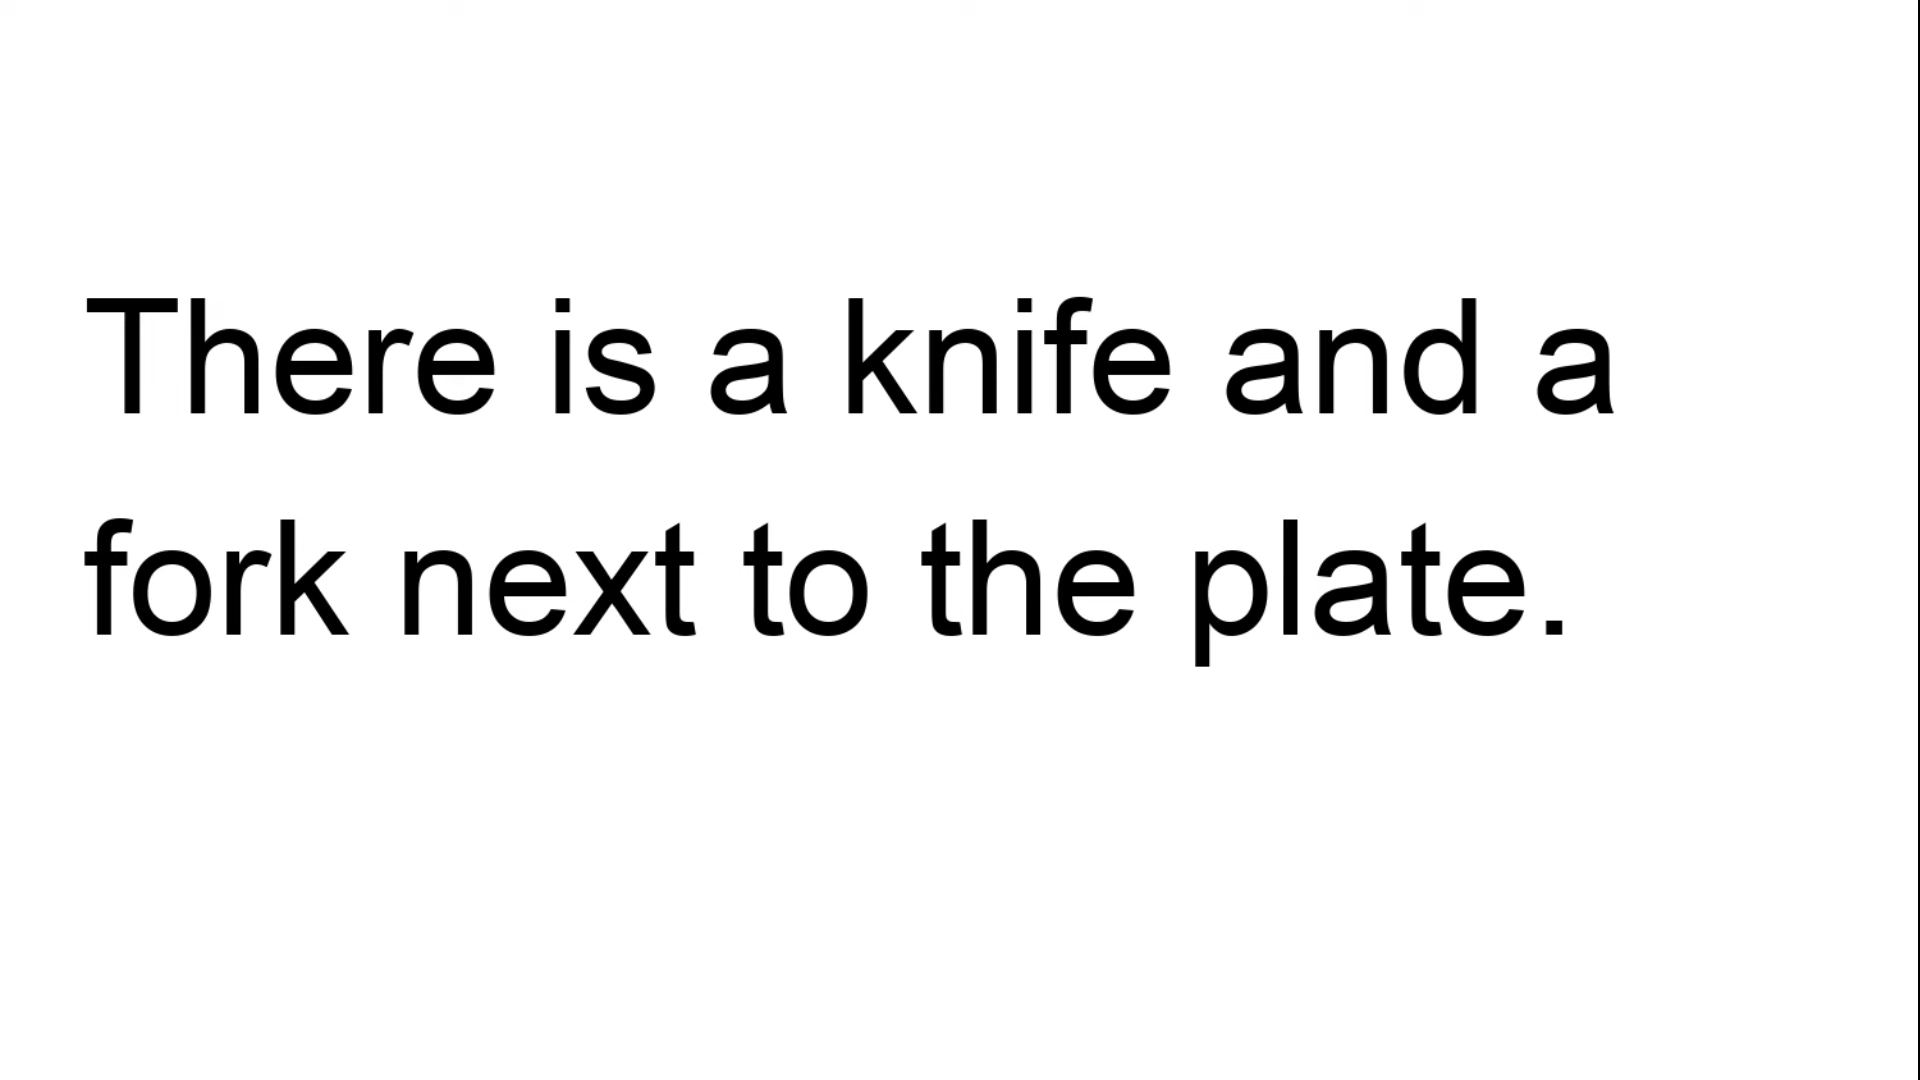 There is a knife and a
fork next to the plate.